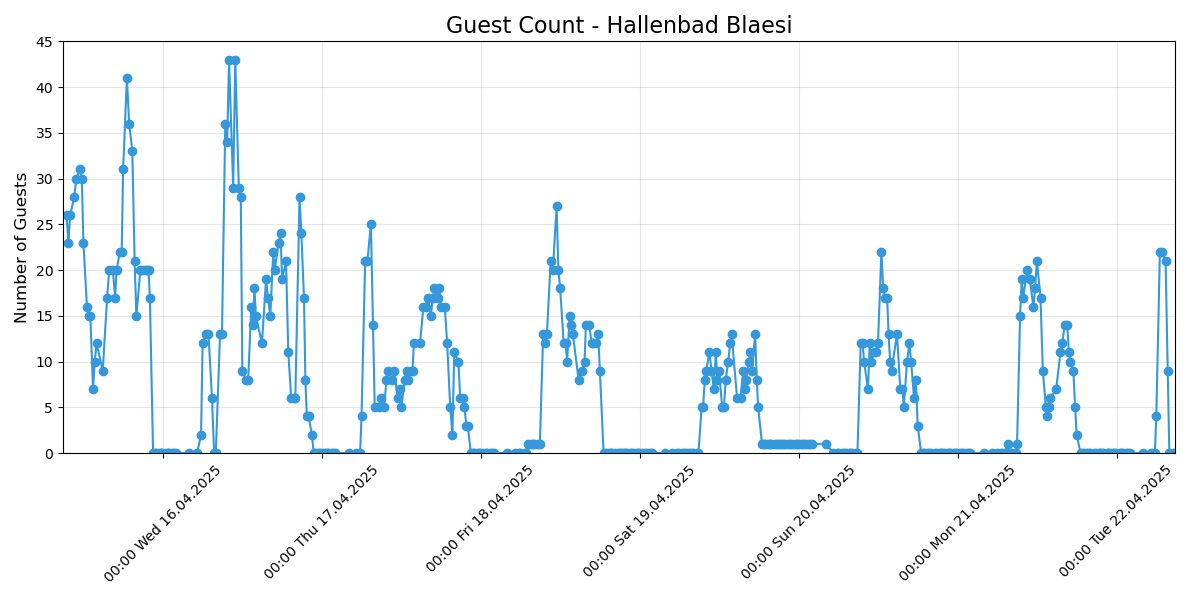 Guest Count - Hallenbad Blaesi
Number of Guests
45
40
35
30
25
20
15
10
5
0
00:00 Wed 16.04.2025
00:00 Thu 17.04.2025
00:00 Fri 18.04.2025
00:00 Sat 19.04.2025
00:00 Sun 20.04.2025
00:00 Mon 21.04.2025
00:00 Tue 22.04.2025